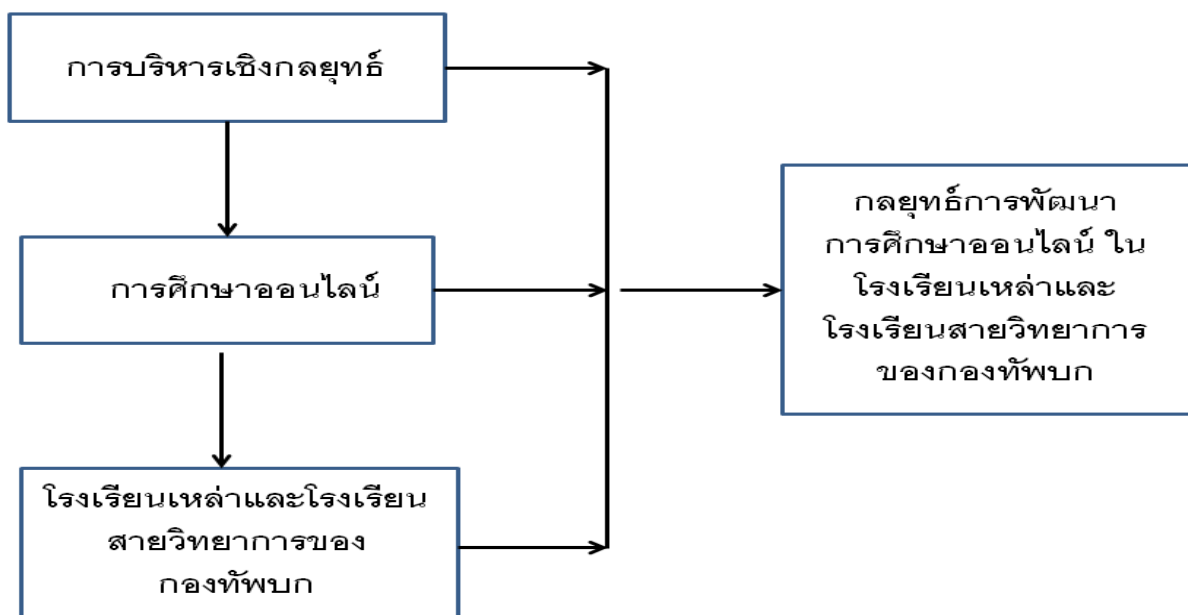 การบริหารเชิงกลยุทธ์
การศึกษาออนไลน์
โรงเรียนเหล่าและโรงเรียน
สายวิทยาการของ
กองทัพบก
กลยุทธ์การพัฒนา
การศึกษาออนไลน์ ใน
โรงเรียนเหล่าและ
โรงเรียนสายวิทยาการ
ของกองทัพบก